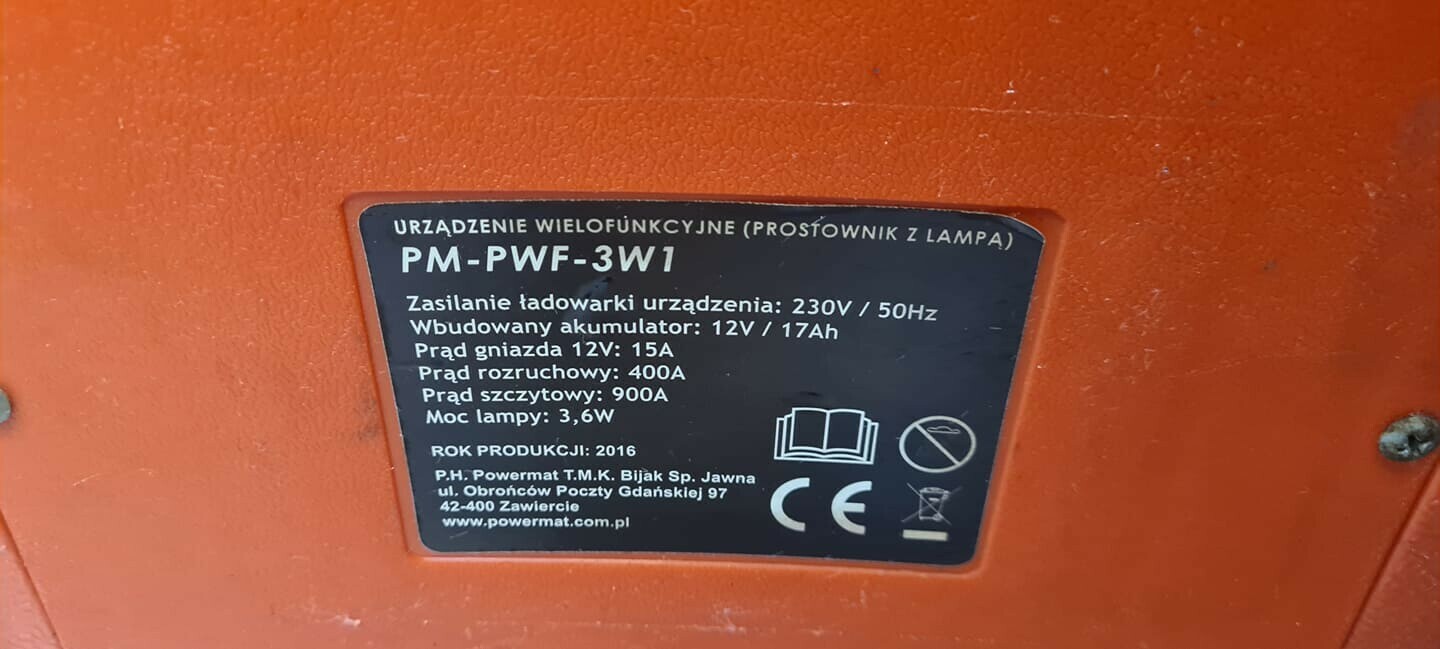 URZĄDZENIE WIELOFUNKCYJNE (PROSTOWNIK Z LAMPĄ)
PM-PWF-3W1
Zasilanie ładowarki urządzenia: 230V / 50Hz
Wbudowany akumulator: 12V / 17Ah
Prąd gniazda 12V: 15A
Prąd rozruchowy: 400A
Prąd szczytowy: 900A
Moc lampy: 3,6W
ROK PRODUKCJI: 2016
P.H. Powermat T.M.K. Bijak Sp. Jawna
ul. Obrońców Poczty Gdańskiej 97
42-400 Zawiercie
www.powermat.com.pl
CE